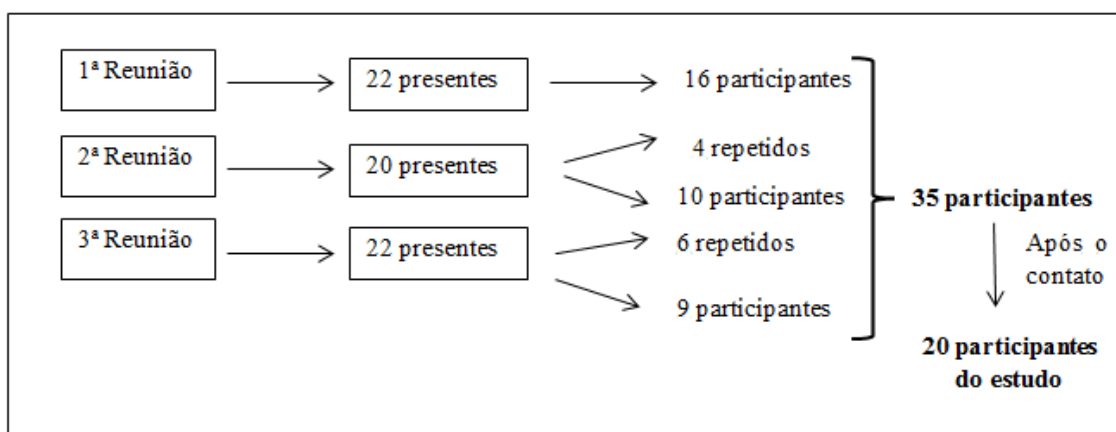 1ª Reunião
22 presentes
16 participantes
2ª Reunião
20 presentes
4 repetidos
10 participantes
3ª Reunião
22 presentes
6 repetidos
9 participantes
35 participantes
Após o
contato
20 participantes
do estudo